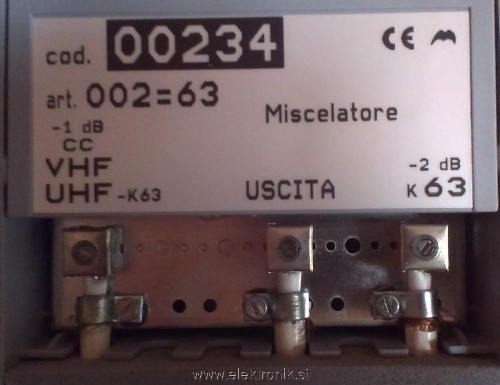 cod. 00234
CE
art. 002=63
Miscelatore
-1 dB
CC
VHF
UHF -K63
USCITA
-2 dB
K 63
www.elektronik.si